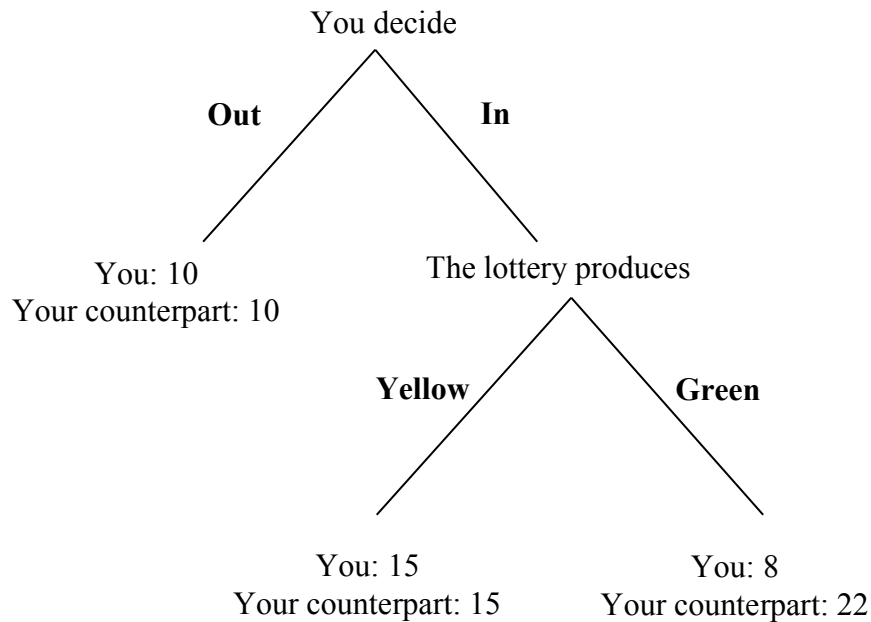 You decide
Out
In
You: 10
Your counterpart: 10
The lottery produces
Yellow
Green
You: 15
Your counterpart: 15
You: 8
Your counterpart: 22